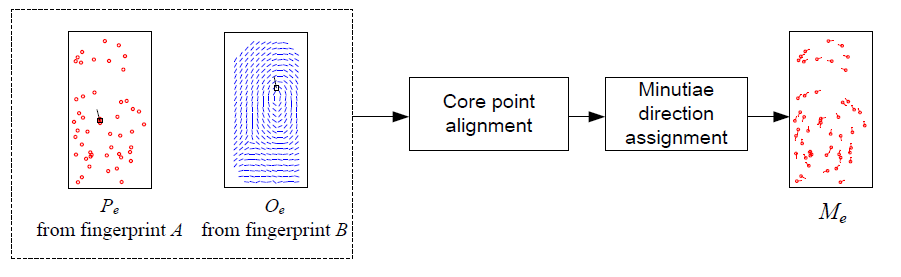 Core point
alignment
Minutiae
direction
assignment
Pe
from fingerprint A
Oe
from fingerprint B
Me